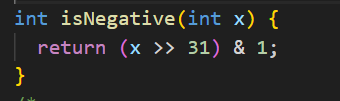 int isNegative(int x) {
  return (x >> 31) & 1;
}
/*